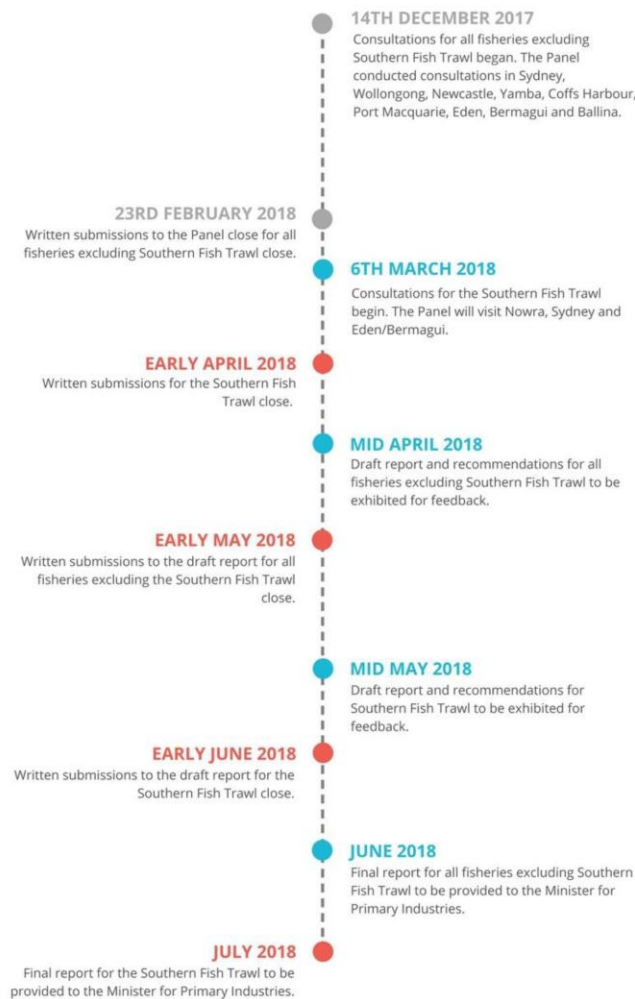 14TH DECEMBER 2017
Consultations for all fisheries excluding
Southern Fish Trawl began. The Panel
conducted consultations in Sydney,
Wollongong, Newcastle, Yamba, Coffs Harbour,
Port Macquarie, Eden, Bermagui and Ballina.
23RD FEBRUARY 2018
Written submissions to the Panel close for all
fisheries excluding Southern Fish Trawl close.
6TH MARCH 2018
Consultations for the Southern Fish Trawl
begin. The Panel will visit Nowra, Sydney and
Eden/Bermagui.
EARLY APRIL 2018
Written submissions for the Southern Fish
Trawl close.
MID APRIL 2018
Draft report and recommendations for all
fisheries excluding Southern Fish Trawl to be
exhibited for feedback.
EARLY MAY 2018
Written submissions to the draft report for all
fisheries excluding the Southern Fish Trawl
close.
MID MAY 2018
Draft report and recommendations for
Southern Fish Trawl to be exhibited for
feedback.
EARLY JUNE 2018
Written submissions to the draft report for the
Southern Fish Trawl close.
JUNE 2018
Final report for all fisheries excluding Southern
Fish Trawl to be provided to the Minister for
Primary Industries.
JULY 2018
Final report for the Southern Fish Trawl to be
provided to the Minister for Primary Industries.